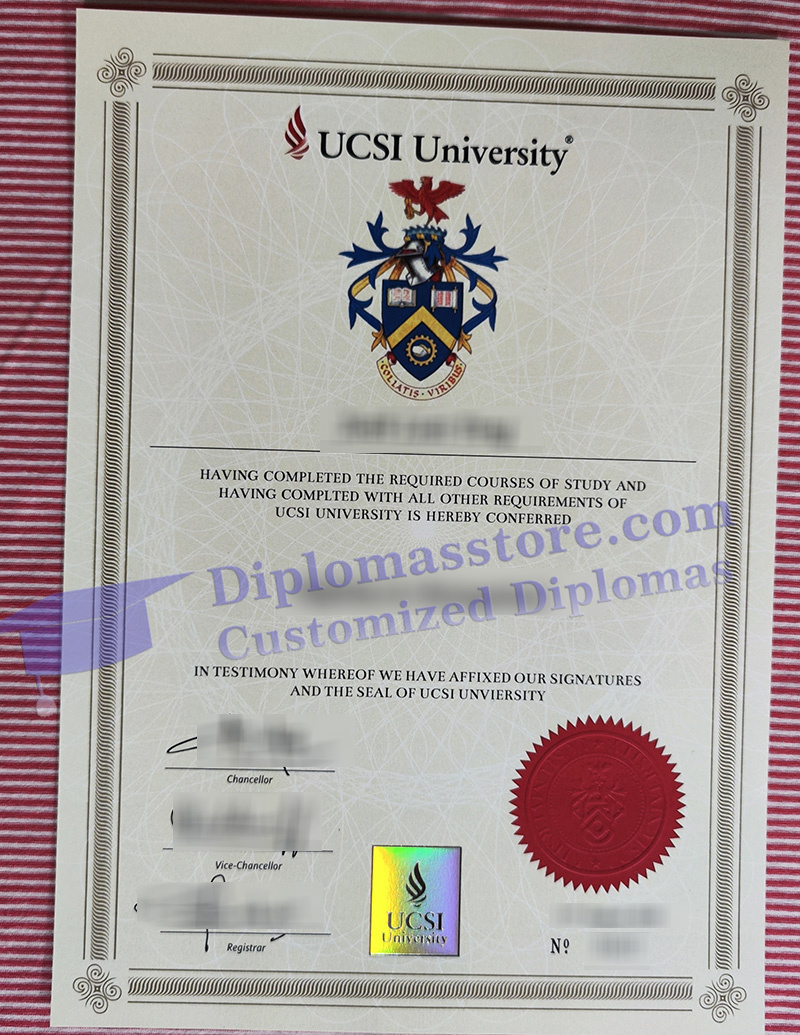 UCSI University®
COLLATIS · VIRIBUS
HAVING COMPLETED THE REQUIRED COURSES OF STUDY AND
HAVING COMPLTED WITH ALL OTHER REQUIREMENTS OF
UCSI UNIVERSITY IS HEREBY CONFERRED
Diplomasstore.com
Customized Diplomas
IN TESTIMONY WHEREOF WE HAVE AFFIXED OUR SIGNATURES
AND THE SEAL OF UCSI UNVIERSITY
Chancellor
Vice-Chancellor
Registrar
UCSI
University
Nº